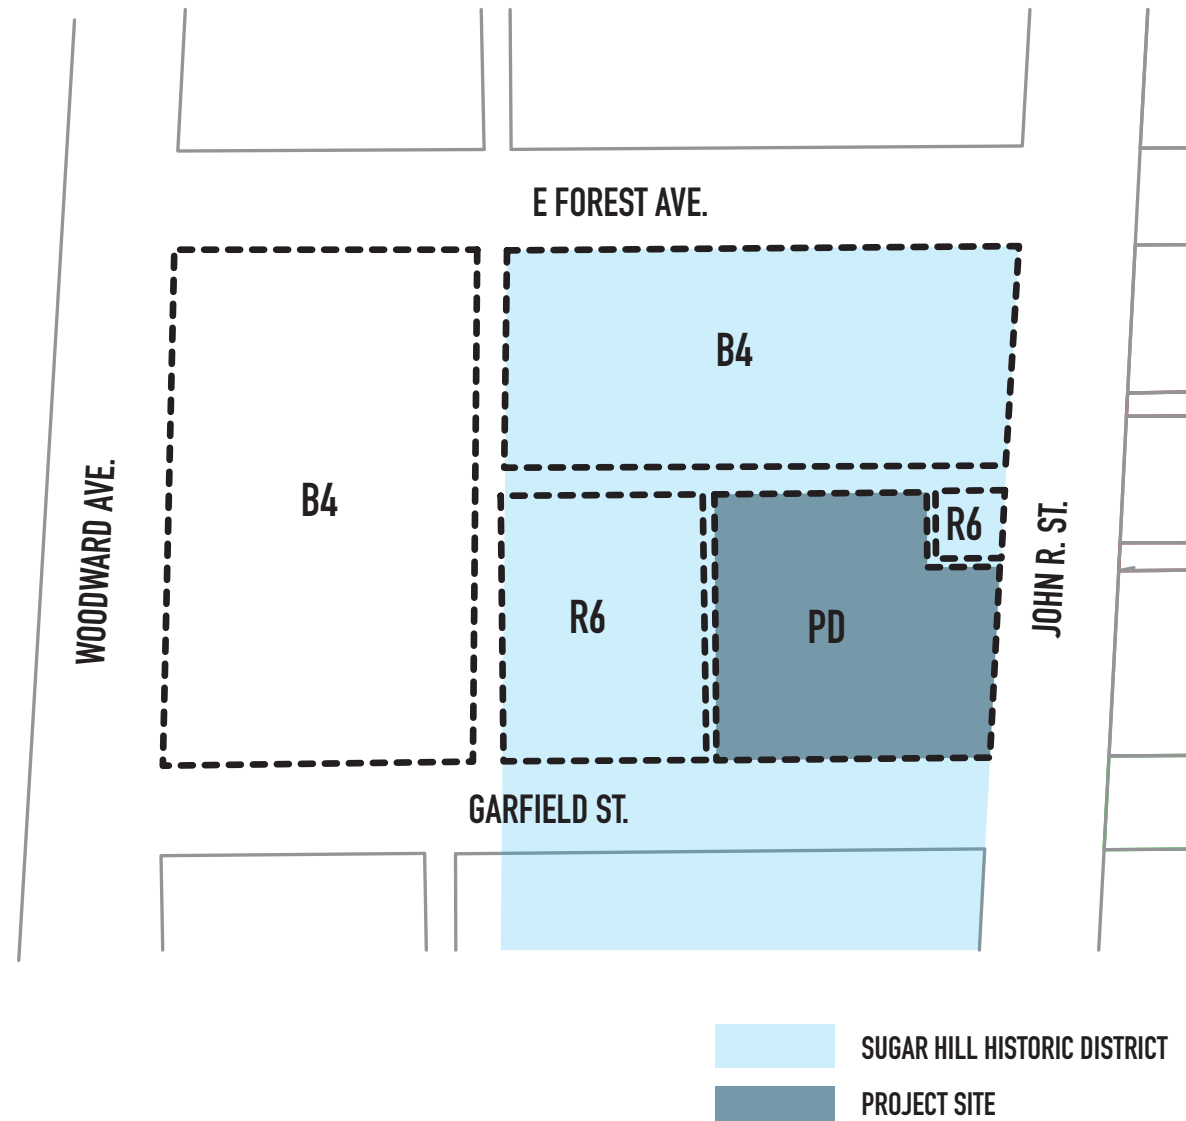 E FOREST AVE.
B4
B4
WOODWARD AVE.
R6
JOHN R. ST.
R6
PD
GARFIELD ST.
SUGAR HILL HISTORIC DISTRICT
PROJECT SITE